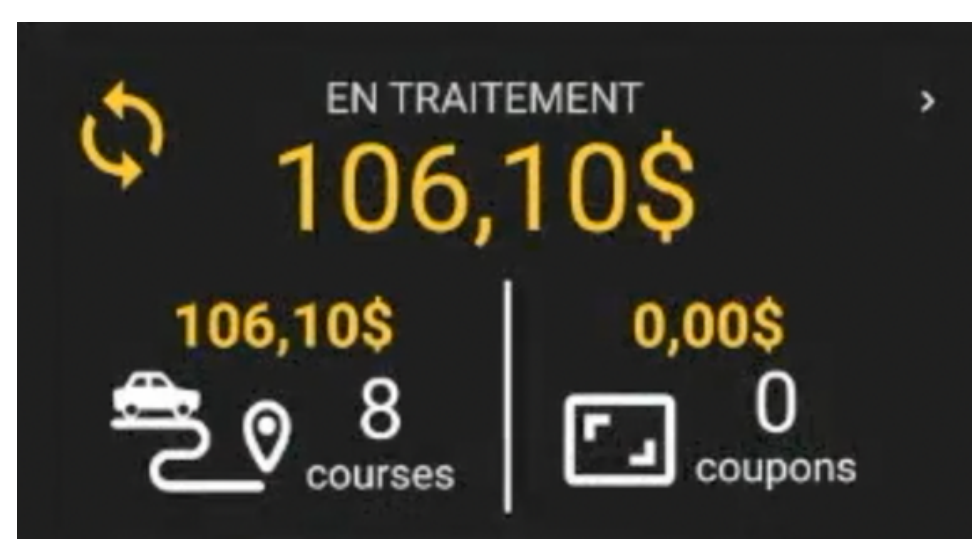 EN TRAITEMENT
>
106,10$
106,10$
8
courses
0,00$
0
coupons